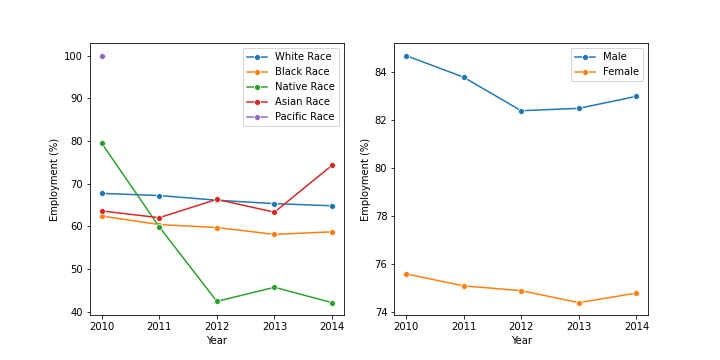 White Race
Black Race
Native Race
Asian Race
Pacific Race
100
90
80
70
60
50
40
Employment (%)
2010 2011 2012 2013 2014
Year
Male
Female
84
82
80
78
76
74
Employment (%)
2010 2011 2012 2013 2014
Year